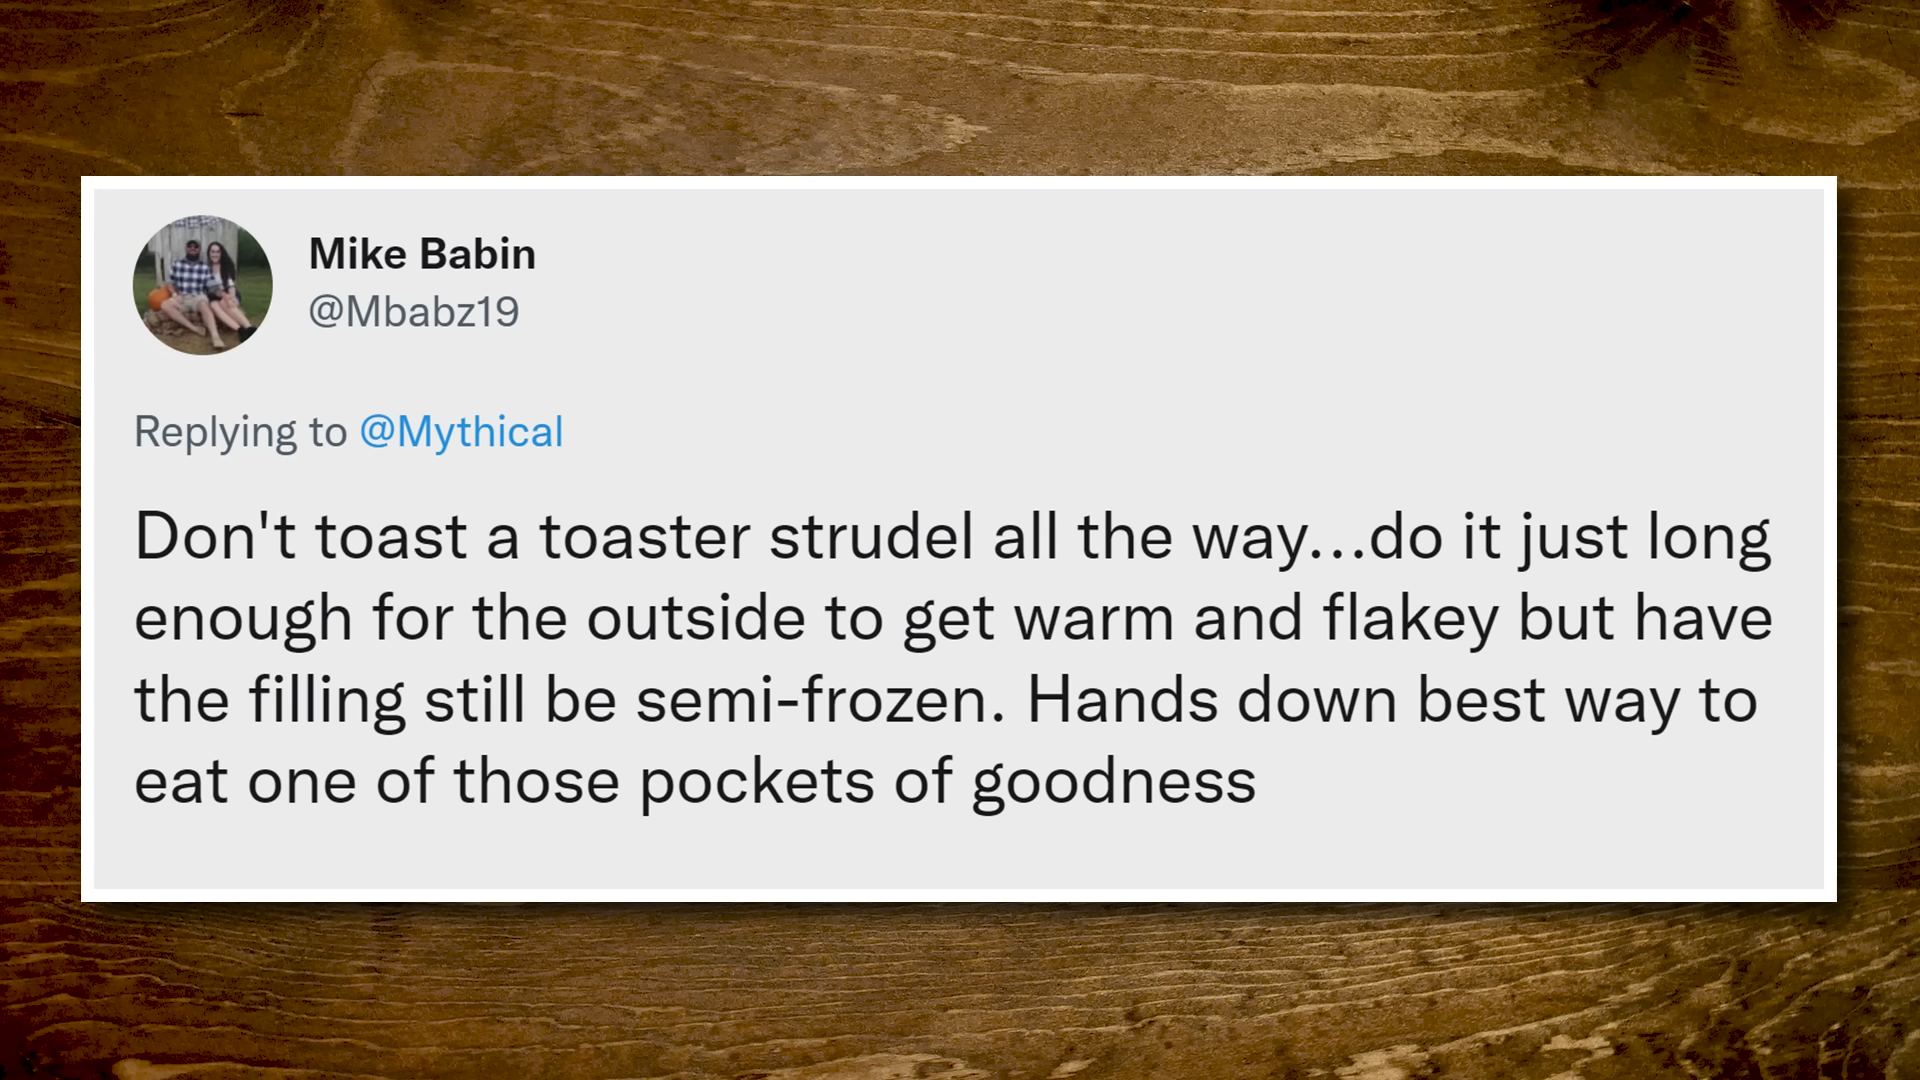 Mike Babin
@Mbabz19
Replying to @Mythical
Don't toast a toaster strudel all the way...do it just long
enough for the outside to get warm and flakey but have
the filling still be semi-frozen. Hands down best way to
eat one of those pockets of goodness